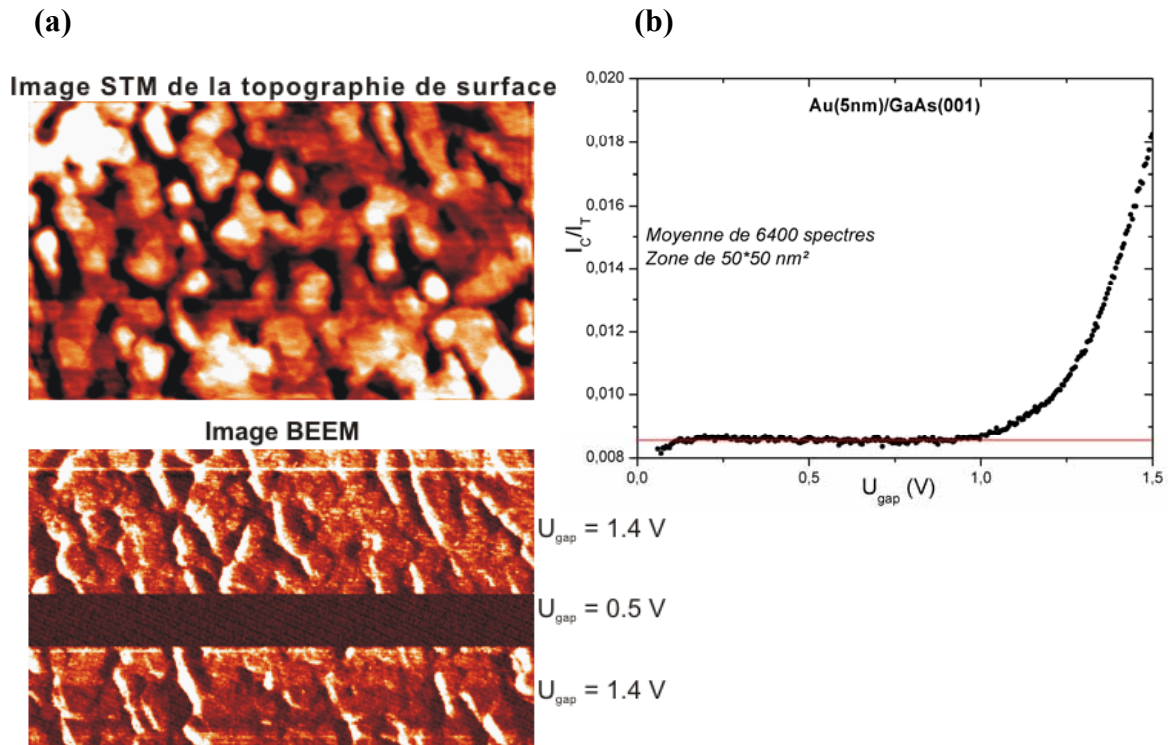 (a)
Image STM de la topographie de surface
Image BEEM
U_gap = 1.4 V
U_gap = 0.5 V
U_gap = 1.4 V
(b)
0,020
0,018
0,016
0,014
0,012
0,010
0,008
I_C/I_T
Au(5nm)/GaAs(001)
Moyenne de 6400 spectres
Zone de 50*50 nm²
0,0 0,5 1,0 1,5
U_gap (V)